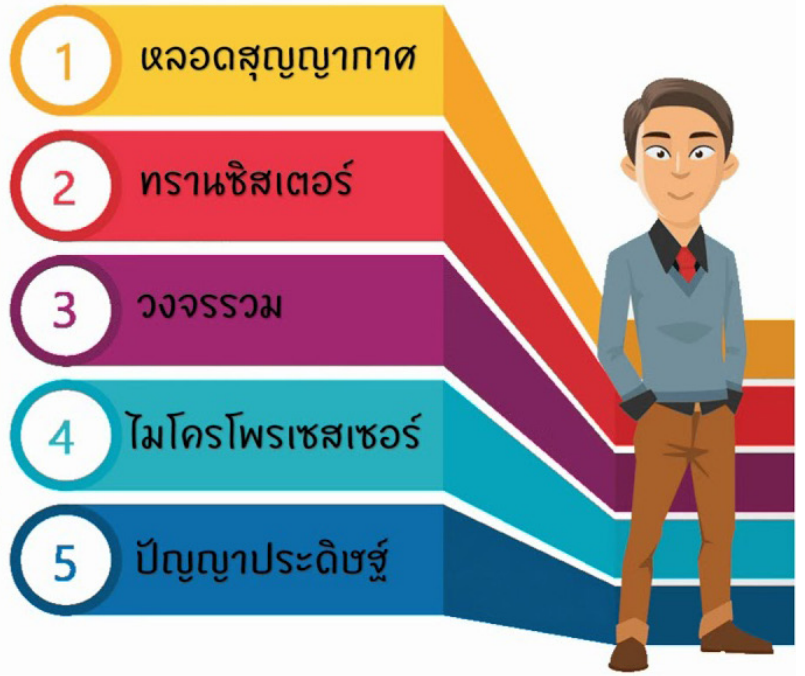 1 หลอดสุญญากาศ
2 ทรานซิสเตอร์
3 วงจรรวม
4 ไมโครโพรเซสเซอร์
5 ปัญญาประดิษฐ์